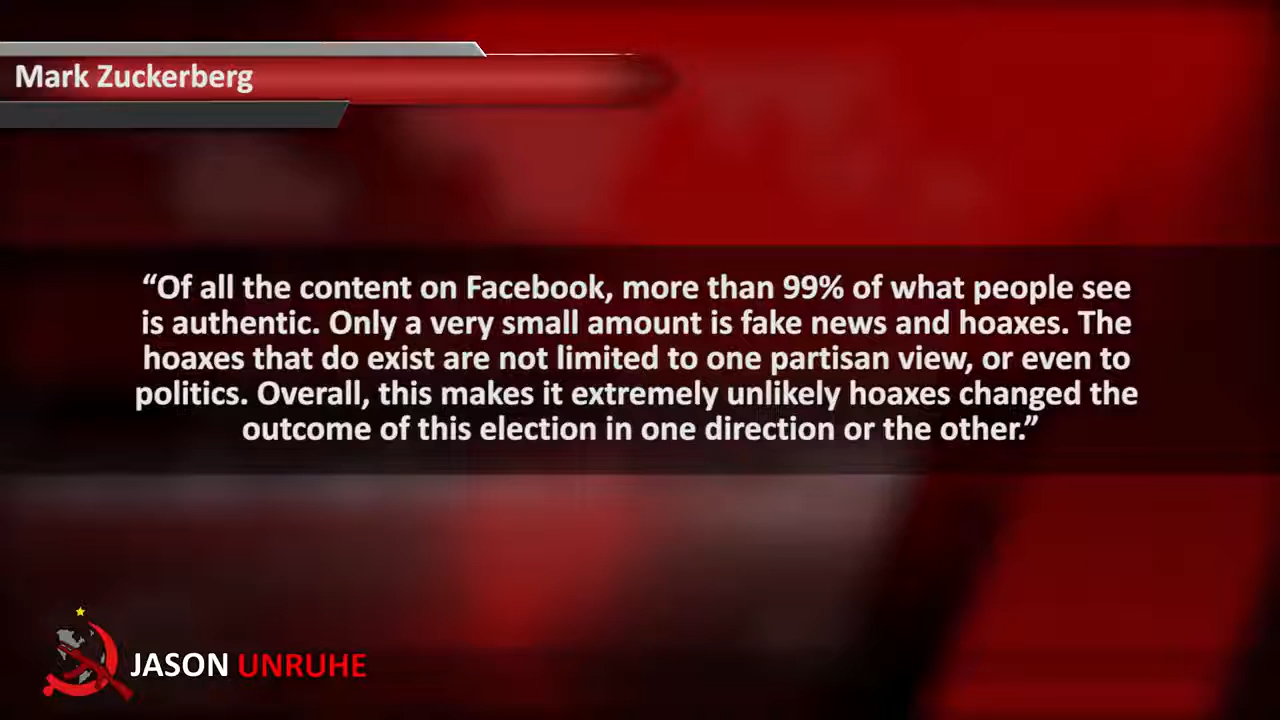 Mark Zuckerberg
“Of all the content on Facebook, more than 99% of what people see
is authentic. Only a very small amount is fake news and hoaxes. The
hoaxes that do exist are not limited to one partisan view, or even to
politics. Overall, this makes it extremely unlikely hoaxes changed the
outcome of this election in one direction or the other.”
JASON UNRUHE